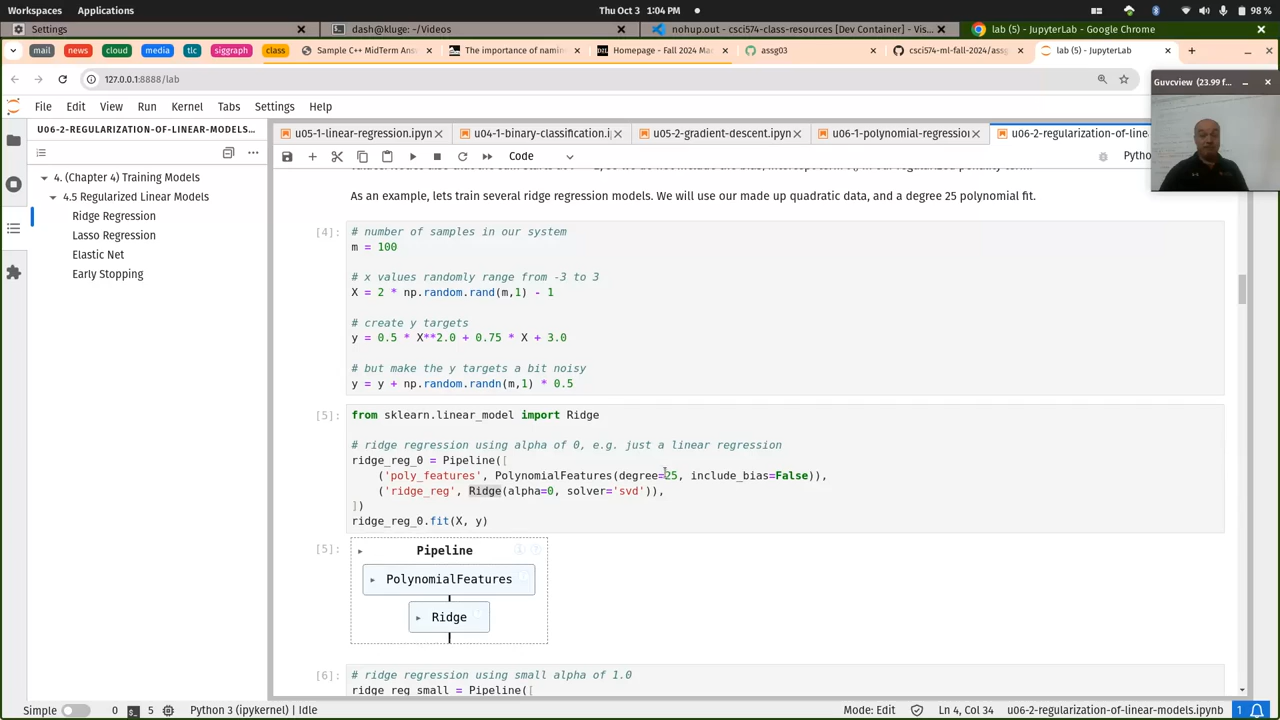 Workspaces Applications Thu Oct 3 1:04 PM 98 %
Settings dash@kluge: ~/Videos nohup.out - csci574-class-resources [Dev Container] - Vis... lab (5) - JupyterLab - Google Chrome
mail news cloud media tlc siggraph class Sample C++ MidTerm Ans The importance of namin Homepage - Fall 2024 Mac assg03 csci574-ml-fall-2024/assg lab (5) - JupyterLab
127.0.0.1:8888/lab
Guvcview (23.99 f...
File Edit View Run Kernel Tabs Settings Help
U06-2-REGULARIZATION-OF-LINEAR-MODELS...
u05-1-linear-regression.ipynb u04-1-binary-classification.i u05-2-gradient-descent.ipynb u06-1-polynomial-regressio u06-2-regularization-of-line
Code Pytho
4. (Chapter 4) Training Models
4.5 Regularized Linear Models
Ridge Regression
Lasso Regression
Elastic Net
Early Stopping
As an example, lets train several ridge regression models. We will use our made up quadratic data, and a degree 25 polynomial fit.
[4]: # number of samples in our system
m = 100
# x values randomly range from -3 to 3
X = 2 * np.random.rand(m,1) - 1
# create y targets
y = 0.5 * X**2.0 + 0.75 * X + 3.0
# but make the y targets a bit noisy
y = y + np.random.randn(m,1) * 0.5
[5]: from sklearn.linear_model import Ridge
# ridge regression using alpha of 0, e.g. just a linear regression
ridge_reg_0 = Pipeline([
('poly_features', PolynomialFeatures(degree=25, include_bias=False)),
('ridge_reg', Ridge(alpha=0, solver='svd')),
])
ridge_reg_0.fit(X, y)
[5]: Pipeline
PolynomialFeatures
Ridge
[6]: # ridge regression using small alpha of 1.0
ridge_reg_small = Pipeline([
Simple 0 5 Python 3 (ipykernel) | Idle Mode: Edit Ln 4, Col 34 u06-2-regularization-of-linear-models.ipynb 1